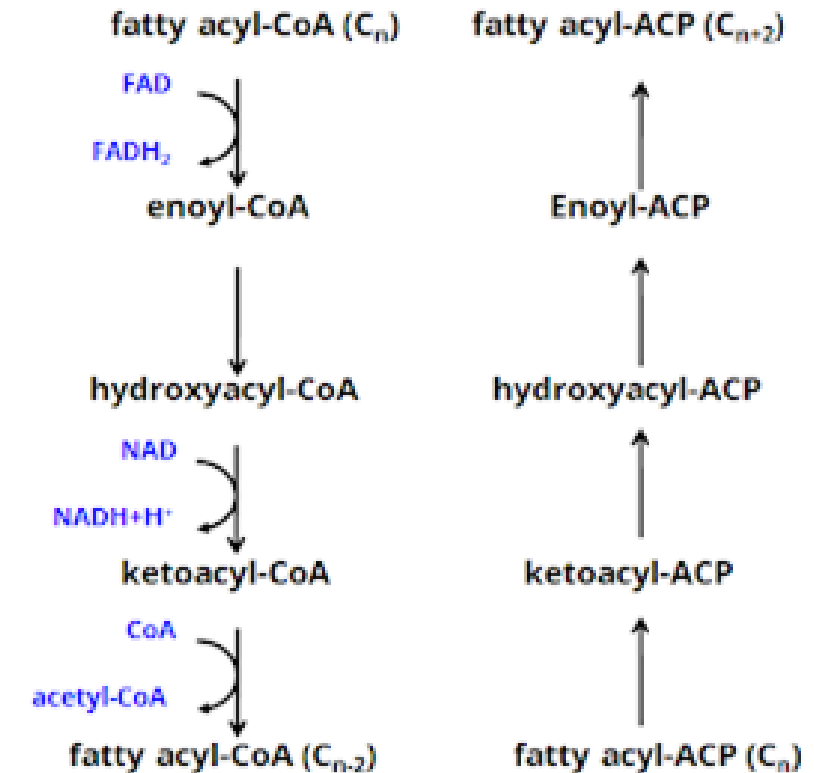 fatty acyl-CoA (Cn)
FAD
FADH2
enoyl-CoA
hydroxyacyl-CoA
NAD
NADH+H+
ketoacyl-CoA
CoA
acetyl-CoA
fatty acyl-CoA (Cn-2)
fatty acyl-ACP (Cn+2)
Enoyl-ACP
hydroxyacyl-ACP
ketoacyl-ACP
fatty acyl-ACP (Cn)